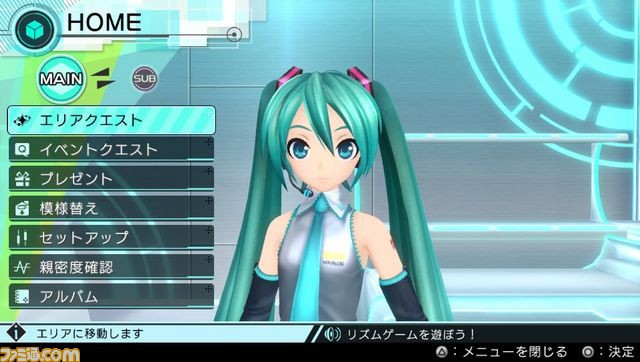 HOME
MAIN
SUB
エリアクエスト
イベントクエスト
プレゼント
模様替え
セットアップ
親密度確認
アルバム
エリアに移動します
リズムゲームを遊ぼう!
△:メニューを閉じる ○:決定
ファミ通.com